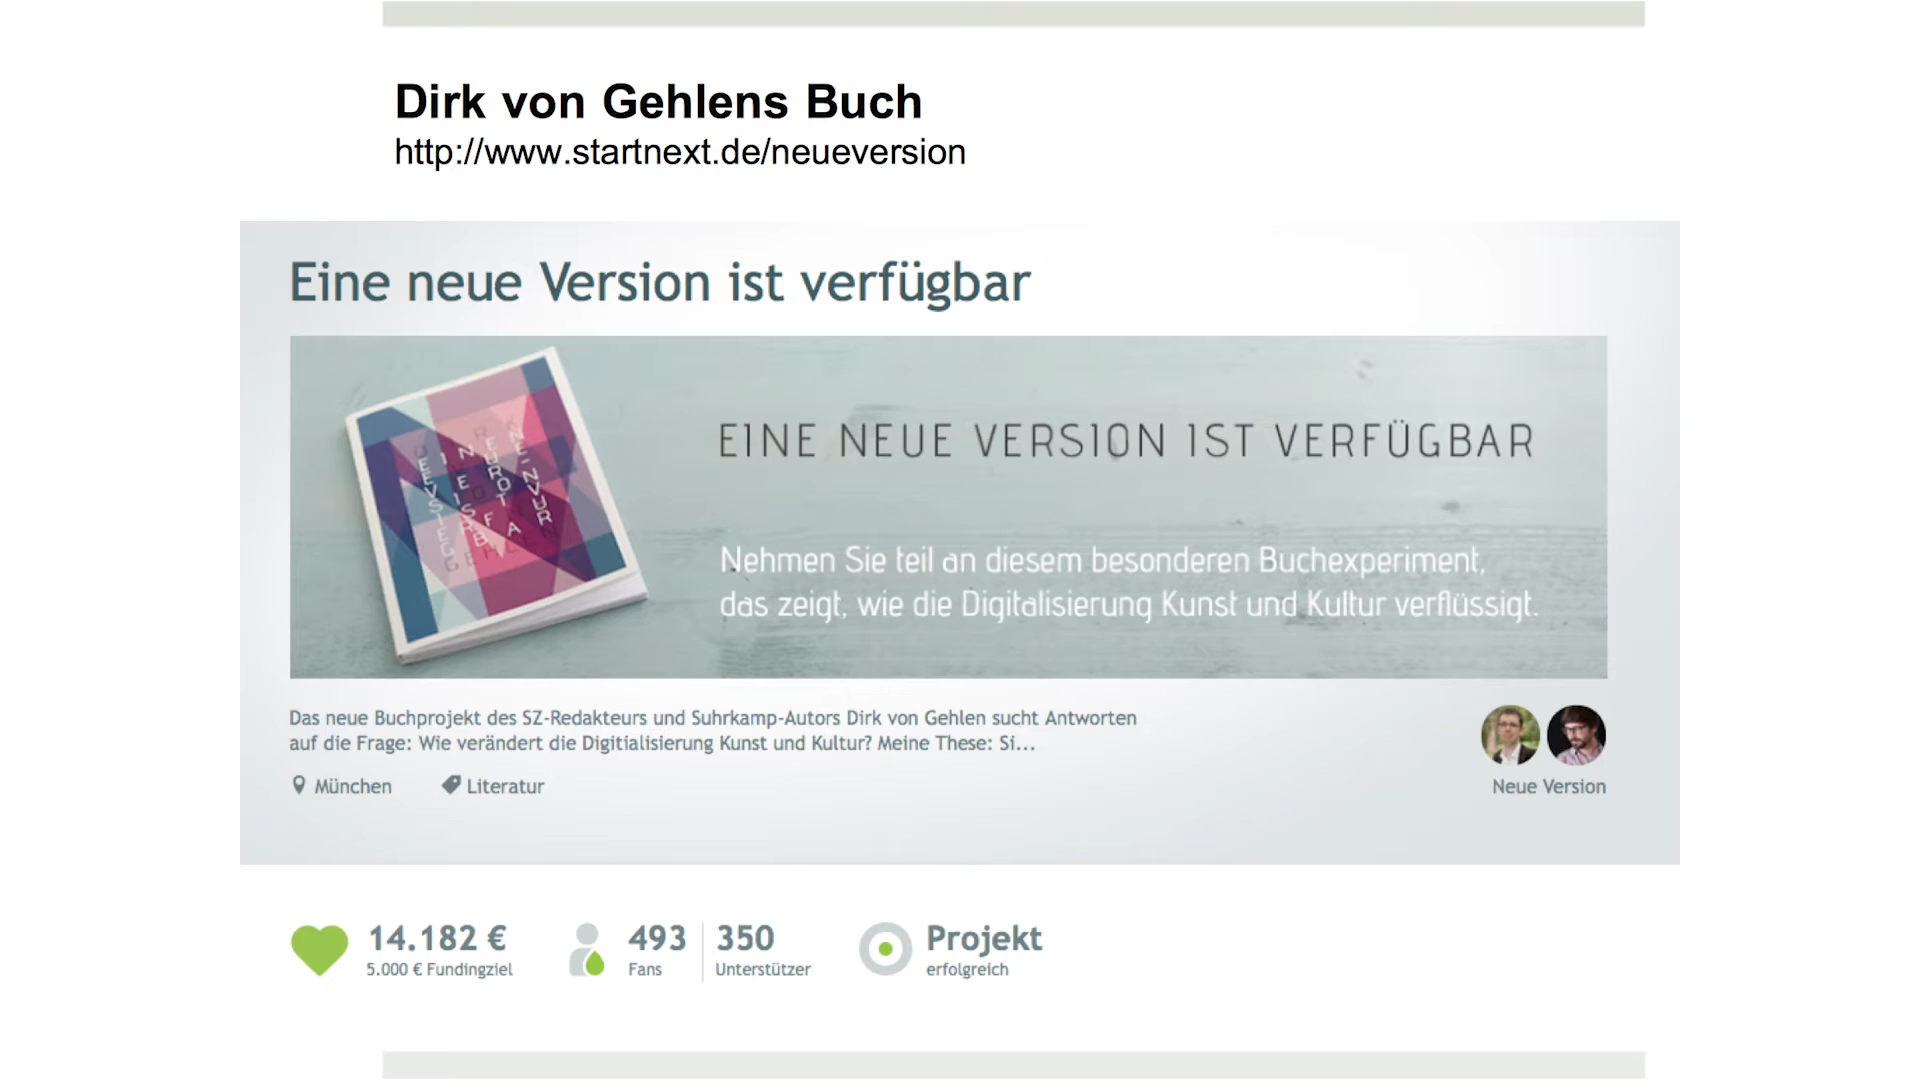 Dirk von Gehlens Buch
http://www.startnext.de/neueversion
Eine neue Version ist verfügbar
EINE NEUE VERSION IST VERFÜGBAR
Nehmen Sie teil an diesem besonderen Buchexperiment,
das zeigt, wie die Digitalisierung Kunst und Kultur verflüssigt.
Das neue Buchprojekt des SZ-Redakteurs und Suhrkamp-Autors Dirk von Gehlen sucht Antworten
auf die Frage: Wie verändert die Digitialisierung Kunst und Kultur? Meine These: Si...
München
Literatur
Neue Version
14.182 €
5.000 € Fundingziel
493
Fans
350
Unterstützer
Projekt
erfolgreich